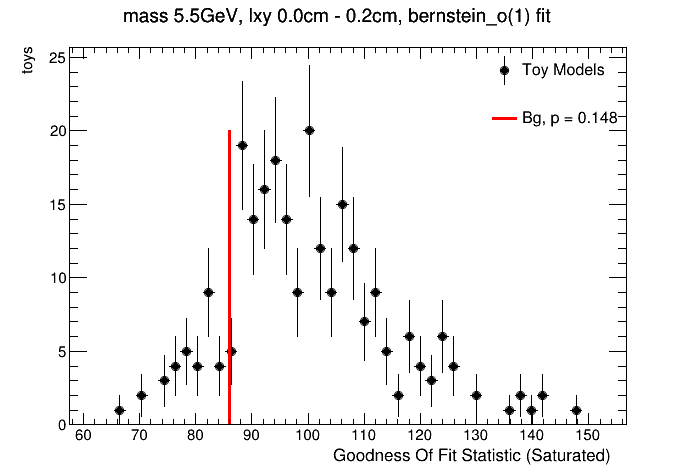 mass 5.5GeV, lxy 0.0cm - 0.2cm, bernstein_o(1) fit
toys
25
20
15
10
5
0
Toy Models
Bg, p = 0.148
60 70 80 90 100 110 120 130 140 150
Goodness Of Fit Statistic (Saturated)